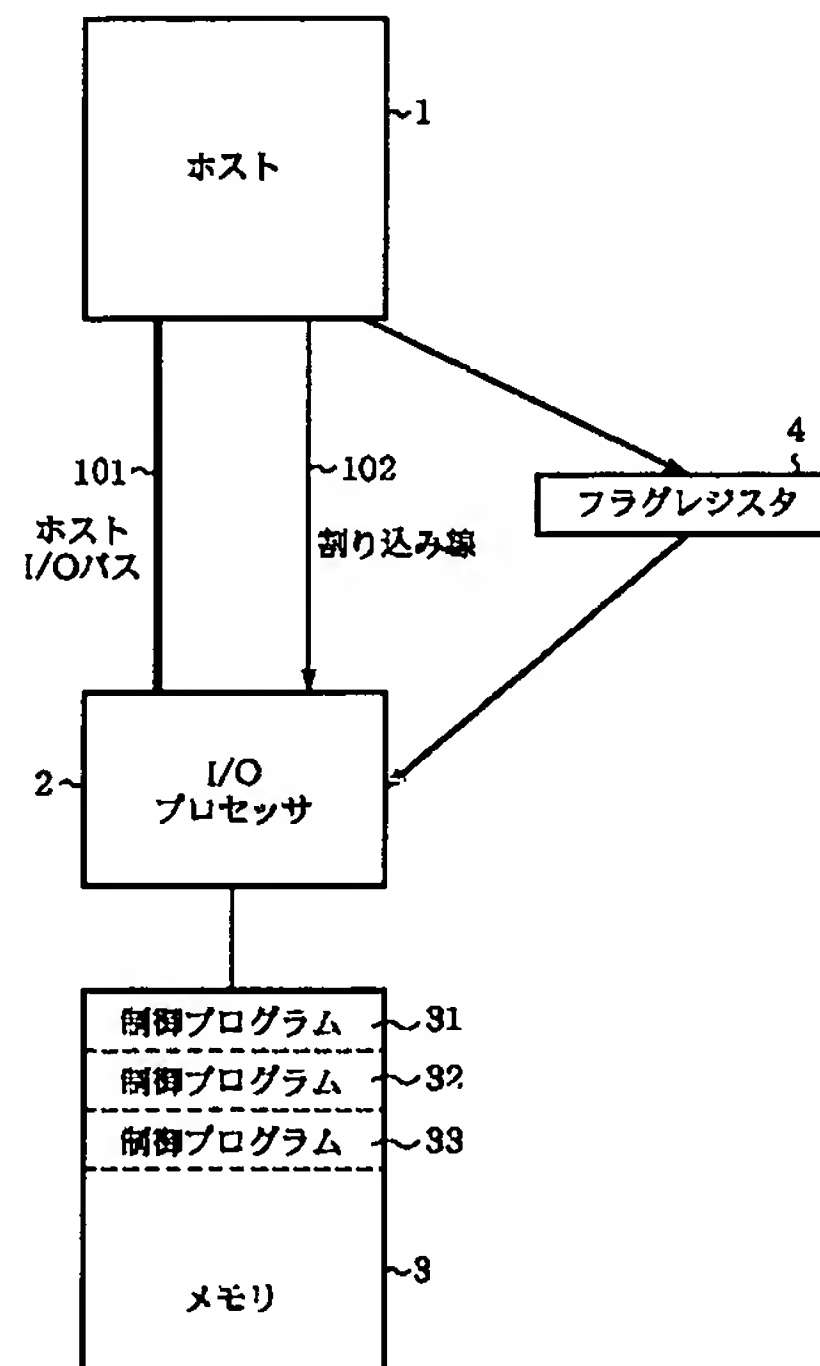 ホスト
1
101
ホスト
I/Oバス
102
割り込み線
4
フラグレジスタ
2
I/O
プロセッサ
制御プログラム 31
制御プログラム 32
制御プログラム 33
メモリ
3